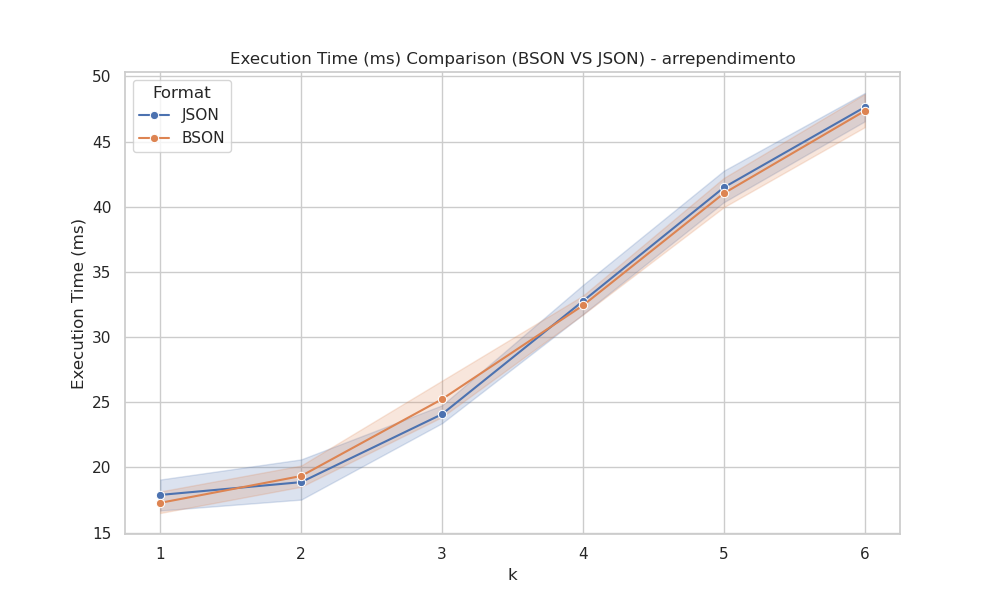 Execution Time (ms) Comparison (BSON VS JSON) - arrependimento
Format
JSON
BSON
Execution Time (ms)
50
45
40
35
30
25
20
15
1 2 3 4 5 6
k